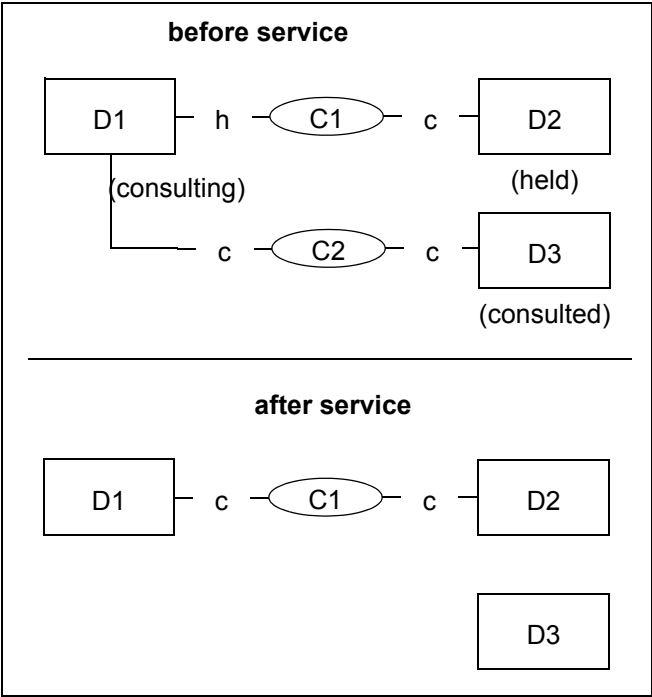 before service
D1 h C1 c D2
(consulting) (held)
c C2 c D3
(consulted)
after service
D1 c C1 c D2
D3